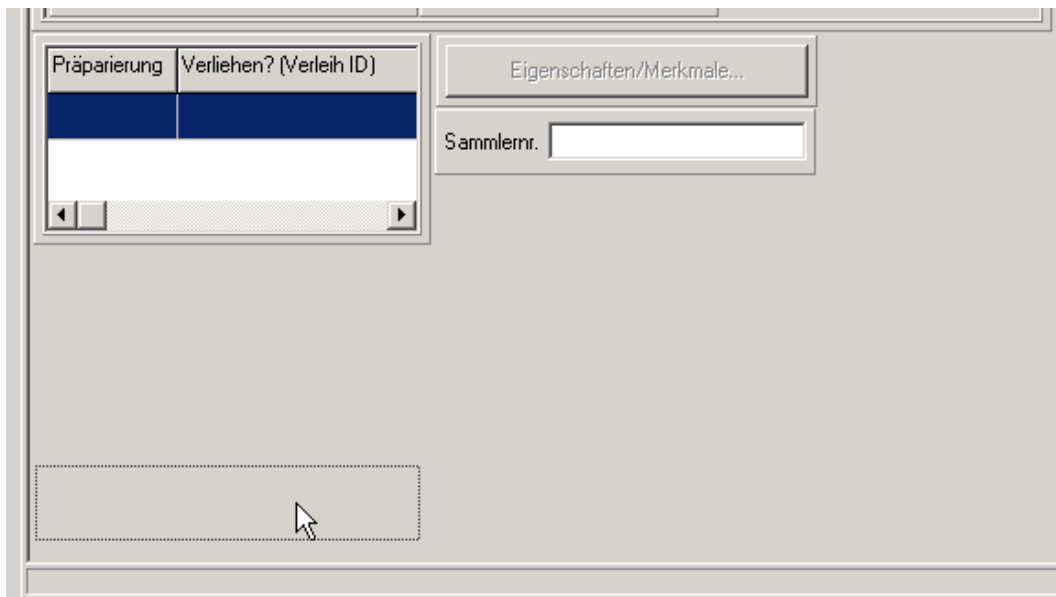 Präparierung Verliehen? (Verleih ID)
Eigenschaften/Merkmale...
Sammlernr.